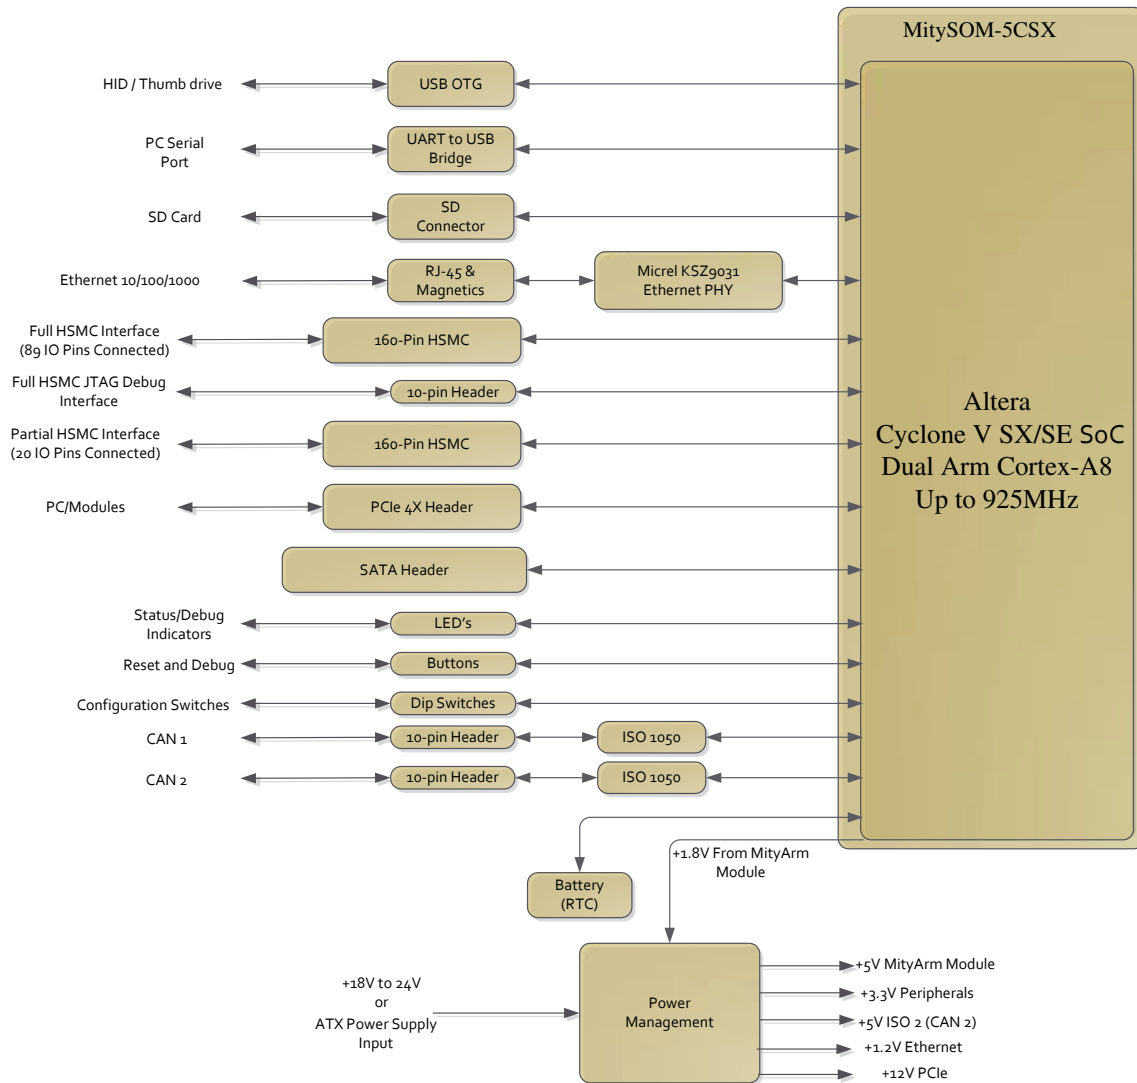 MitySOM-5CSX
HID / Thumb drive
USB OTG
PC Serial
Port
UART to USB
Bridge
SD Card
SD
Connector
Ethernet 10/100/1000
RJ-45 &
Magnetics
Micrel KSZ9031
Ethernet PHY
Full HSMC Interface
(89 IO Pins Connected)
160-Pin HSMC
Full HSMC JTAG Debug
Interface
10-pin Header
Partial HSMC Interface
(20 IO Pins Connected)
160-Pin HSMC
PC/Modules
PCIe 4X Header
SATA Header
Status/Debug
Indicators
LED's
Reset and Debug
Buttons
Configuration Switches
Dip Switches
CAN 1
10-pin Header
ISO 1050
CAN 2
10-pin Header
ISO 1050
Altera
Cyclone V SX/SE SoC
Dual Arm Cortex-A8
Up to 925MHz
+1.8V From MityArm
Module
Battery
(RTC)
+18V to 24V
or
ATX Power Supply
Input
Power
Management
+5V MityArm Module
+3.3V Peripherals
+5V ISO 2 (CAN 2)
+1.2V Ethernet
+12V PCIe